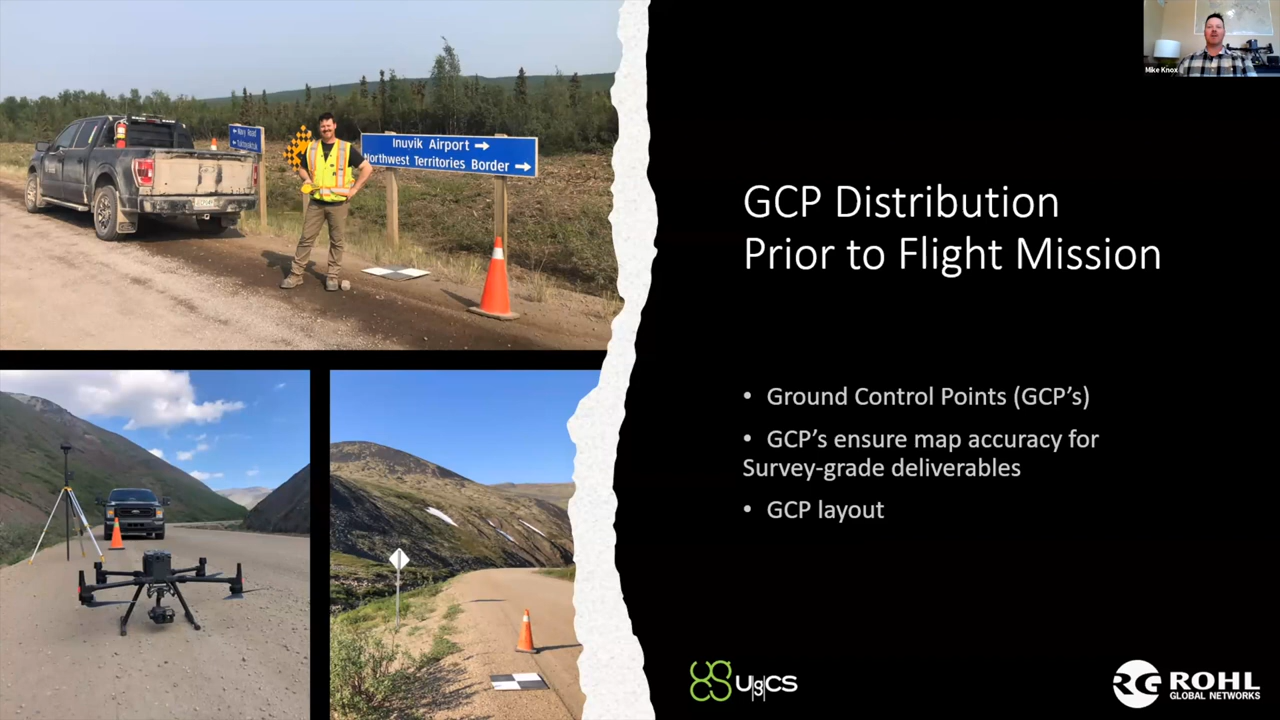 Mike Knox
Navy Road
Tuktoyaktuk
Inuvik Airport
Northwest Territories Border
GCP Distribution
Prior to Flight Mission
• Ground Control Points (GCP's)
• GCP's ensure map accuracy for
Survey-grade deliverables
• GCP layout
UgCS
ROHL
GLOBAL NETWORKS